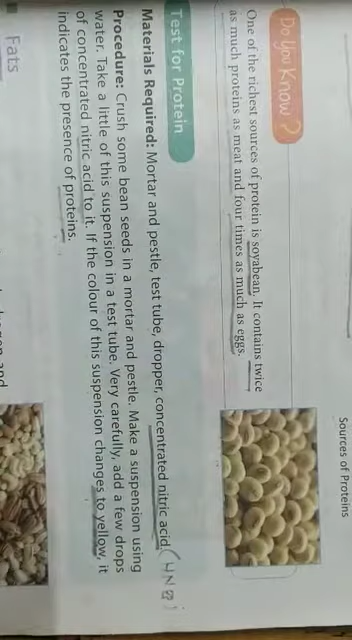 Sources of Proteins
Do You Know?
One of the richest sources of protein is soyabean. It contains twice
as much proteins as meat and four times as much as eggs.
Test for Protein
Materials Required: Mortar and pestle, test tube, dropper, concentrated nitric acid.
Procedure: Crush some bean seeds in a mortar and pestle. Make a suspension using
water. Take a little of this suspension in a test tube. Very carefully, add a few drops
of concentrated nitric acid to it. If the colour of this suspension changes to yellow, it
indicates the presence of proteins.
Fats